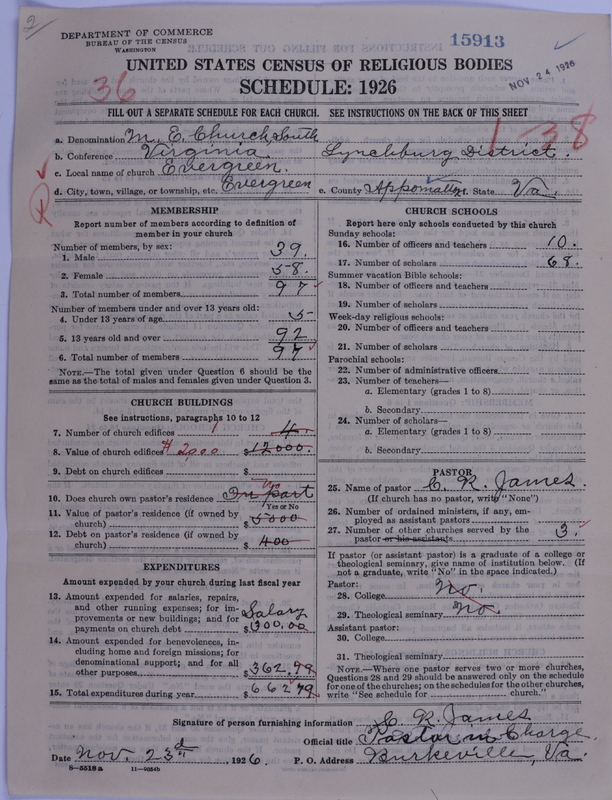 2
DEPARTMENT OF COMMERCE
BUREAU OF THE CENSUS
WASHINGTON
15913
NOV 24 1926
UNITED STATES CENSUS OF RELIGIOUS BODIES
SCHEDULE: 1926
36
FILL OUT A SEPARATE SCHEDULE FOR EACH CHURCH. SEE INSTRUCTIONS ON THE BACK OF THIS SHEET
1-38
a. Denomination M. E. Church, South
b. Conference Virginia, Lynchburg District.
c. Local name of church Evergreen.
d. City, town, village, or township, etc. Evergreen e. County Appomattox f. State Va.
R
MEMBERSHIP
Report number of members according to definition of member in your church
Number of members, by sex:
1. Male 39.
2. Female 58.
3. Total number of members 97
Number of members under and over 13 years old:
4. Under 13 years of age 5
5. 13 years old and over 92
6. Total number of members 97
NOTE.—The total given under Question 6 should be
same as the total of males and females given under Question 3.
CHURCH BUILDINGS
See instructions, paragraphs 10 to 12
7. Number of church edifices 1 4
8. Value of church edifices $2000 $12000.
9. Debt on church edifices $
10. Does church own pastor's residence In part
Yes or No
11. Value of pastor's residence (if owned by
church) $5000
12. Debt on pastor's residence (if owned by
church) $400
EXPENDITURES
Amount expended by your church during last fiscal year
13. Amount expended for salaries, repairs,
and other running expenses; for im-
provements or new buildings; and for
payments on church debt Salary $300.00
14. Amount expended for benevolences, in-
cluding home and foreign missions; for
denominational support; and for all
other purposes $362.79
15. Total expenditures during year $662.79
CHURCH SCHOOLS
Report here only schools conducted by this church
Sunday schools:
16. Number of officers and teachers 10.
17. Number of scholars 68.
Summer vacation Bible schools:
18. Number of officers and teachers
19. Number of scholars
Week-day religious schools:
20. Number of officers and teachers
21. Number of scholars
Parochial schools:
22. Number of administrative officers
23. Number of teachers—
a. Elementary (grades 1 to 8)
b. Secondary
24. Number of scholars—
a. Elementary (grades 1 to 8)
b. Secondary
PASTOR
25. Name of pastor C. R. James.
(If church has no pastor, write "None")
26. Number of ordained ministers, if any, em-
ployed as assistant pastors
27. Number of other churches served by the
pastor or his assistants 3.
If pastor (or assistant pastor) is a graduate of a college or
theological seminary, give name of institution below. (If
not a graduate, write "No" in the space indicated.)
Pastor:
28. College No.
29. Theological seminary No.
Assistant pastor:
30. College
31. Theological seminary
NOTE.—Where one pastor serves two or more churches,
Questions 28 and 29 should be answered only on the schedule
for one of the churches; on the schedules for the other churches,
write "See schedule for church."
Signature of person furnishing information C. R. James
Official title Pastor in Charge
Date Nov. 23d, 1926. P. O. Address Burkeville, Va.
8-5518a 11-9054b